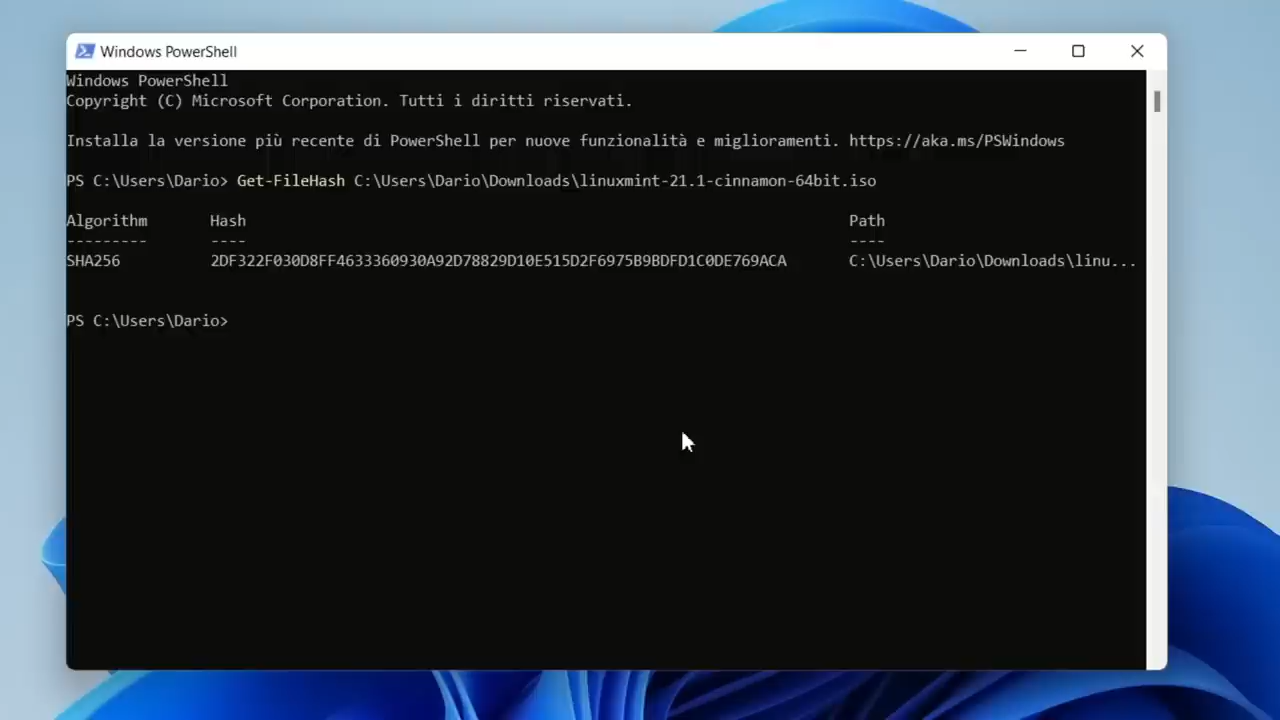 Windows PowerShell
Windows PowerShell
Copyright (C) Microsoft Corporation. Tutti i diritti riservati.
Installa la versione più recente di PowerShell per nuove funzionalità e miglioramenti. https://aka.ms/PSWindows
PS C:\Users\Dario> Get-FileHash C:\Users\Dario\Downloads\linuxmint-21.1-cinnamon-64bit.iso
Algorithm Hash Path
--------- ---- ----
SHA256 2DF322F030D8FF4633360930A92D78829D10E515D2F6975B9BDFD1C0DE769ACA C:\Users\Dario\Downloads\linu...
PS C:\Users\Dario>